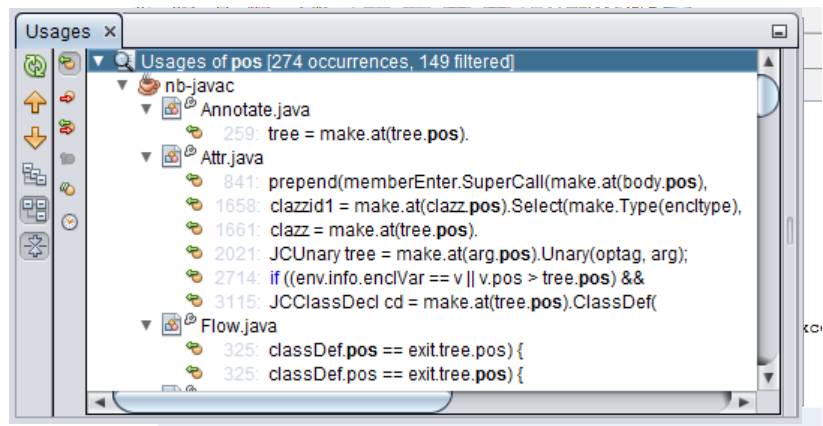 Usages
Usages of pos [274 occurrences, 149 filtered]
nb-javac
Annotate.java
259: tree = make.at(tree.pos).
Attr.java
841: prepend(memberEnter.SuperCall(make.at(body.pos),
1658: clazzid1 = make.at(clazz.pos).Select(make.Type(encltype),
1661: clazz = make.at(tree.pos).
2021: JCUnary tree = make.at(arg.pos).Unary(optag, arg);
2714: if ((env.info.enclVar == v || v.pos > tree.pos) &&
3115: JCClassDecl cd = make.at(tree.pos).ClassDef(
Flow.java
325: classDef.pos == exit.tree.pos) {
325: classDef.pos == exit.tree.pos) {